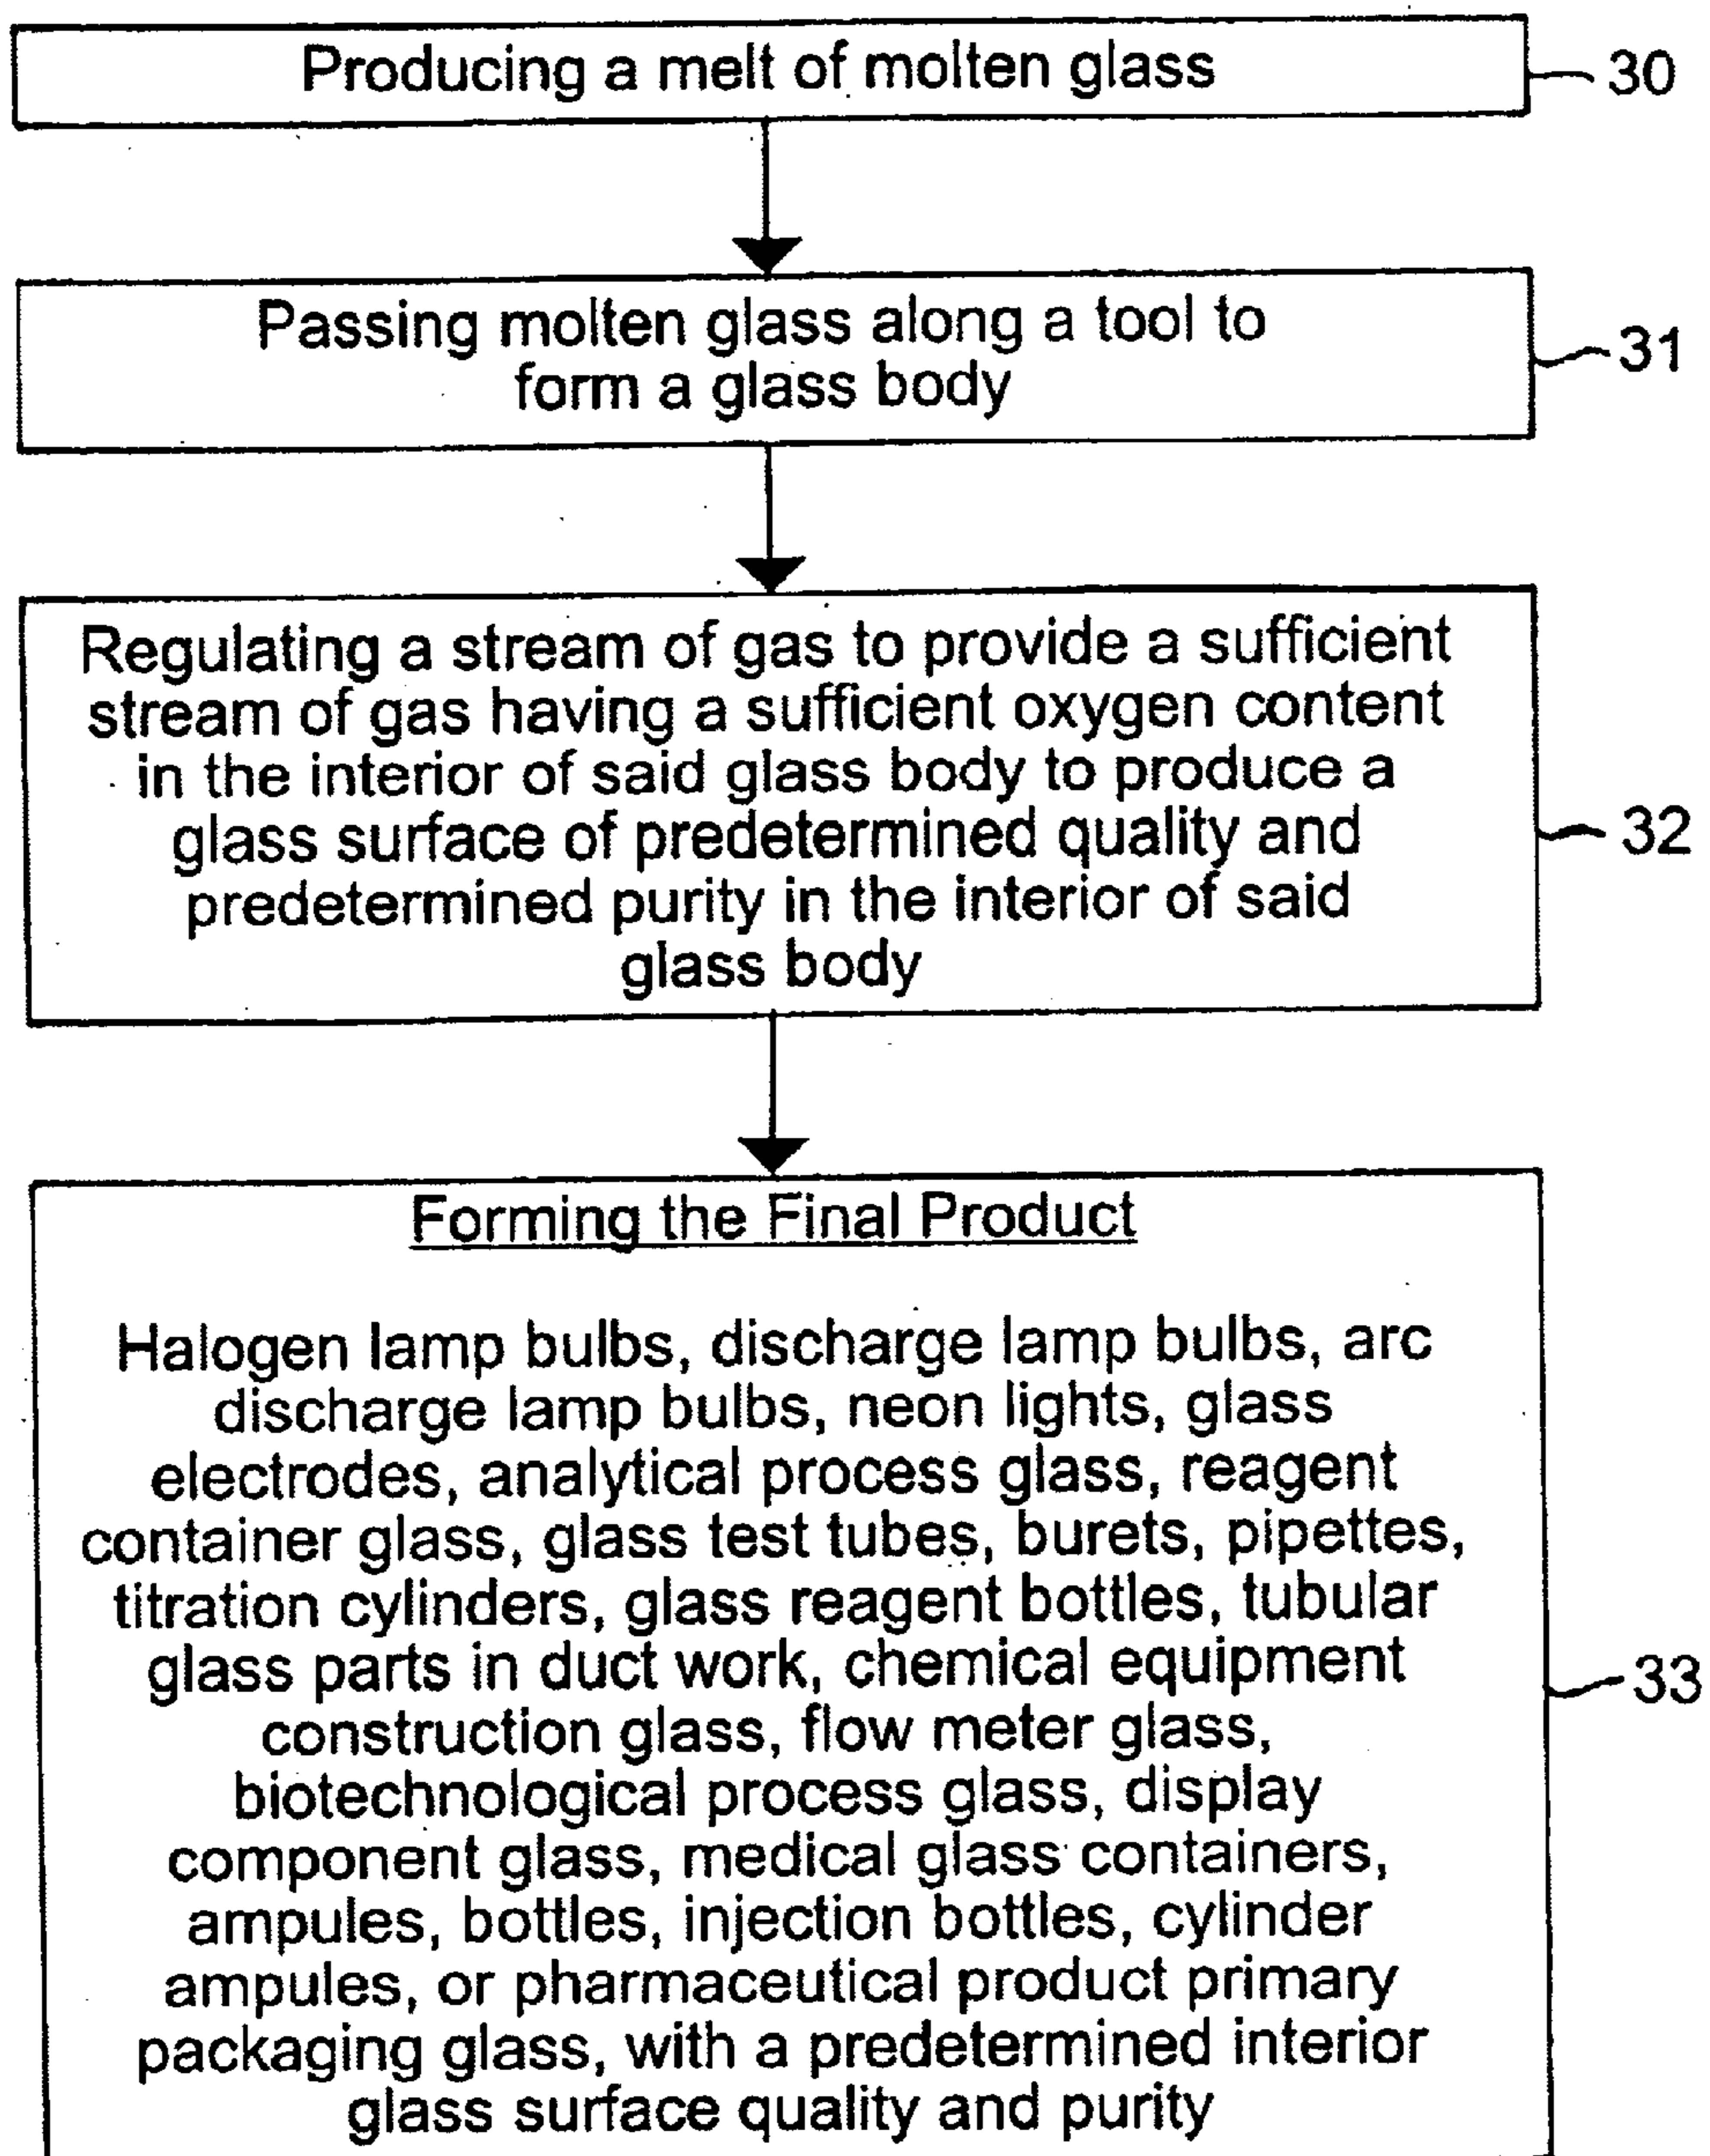 Producing a melt of molten glass
30
Passing molten glass along a tool to
form a glass body
31
Regulating a stream of gas to provide a sufficient
stream of gas having a sufficient oxygen content
in the interior of said glass body to produce a
glass surface of predetermined quality and
predetermined purity in the interior of said
glass body
32
Forming the Final Product
Halogen lamp bulbs, discharge lamp bulbs, arc
discharge lamp bulbs, neon lights, glass
electrodes, analytical process glass, reagent
container glass, glass test tubes, burets, pipettes,
titration cylinders, glass reagent bottles, tubular
glass parts in duct work, chemical equipment
construction glass, flow meter glass,
biotechnological process glass, display
component glass, medical glass containers,
ampules, bottles, injection bottles, cylinder
ampules, or pharmaceutical product primary
packaging glass, with a predetermined interior
glass surface quality and purity
33